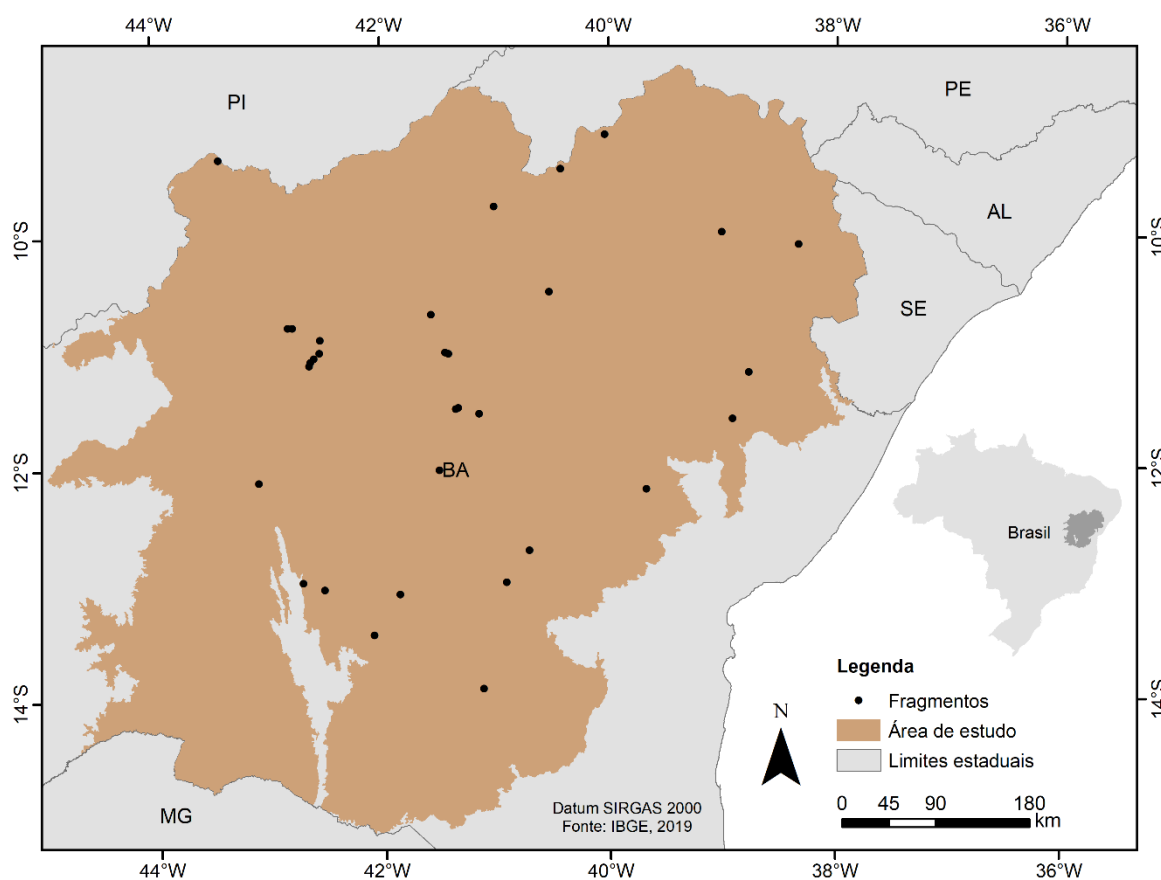 44°W 42°W 40°W 38°W 36°W
PI
PE
10°S
10°S
AL
SE
BA
12°S
12°S
Brasil
14°S
14°S
Legenda
Fragmentos
Área de estudo
Limites estaduais
N
MG
Datum SIRGAS 2000
Fonte: IBGE, 2019
0 45 90 180
km
44°W 42°W 40°W 38°W 36°W